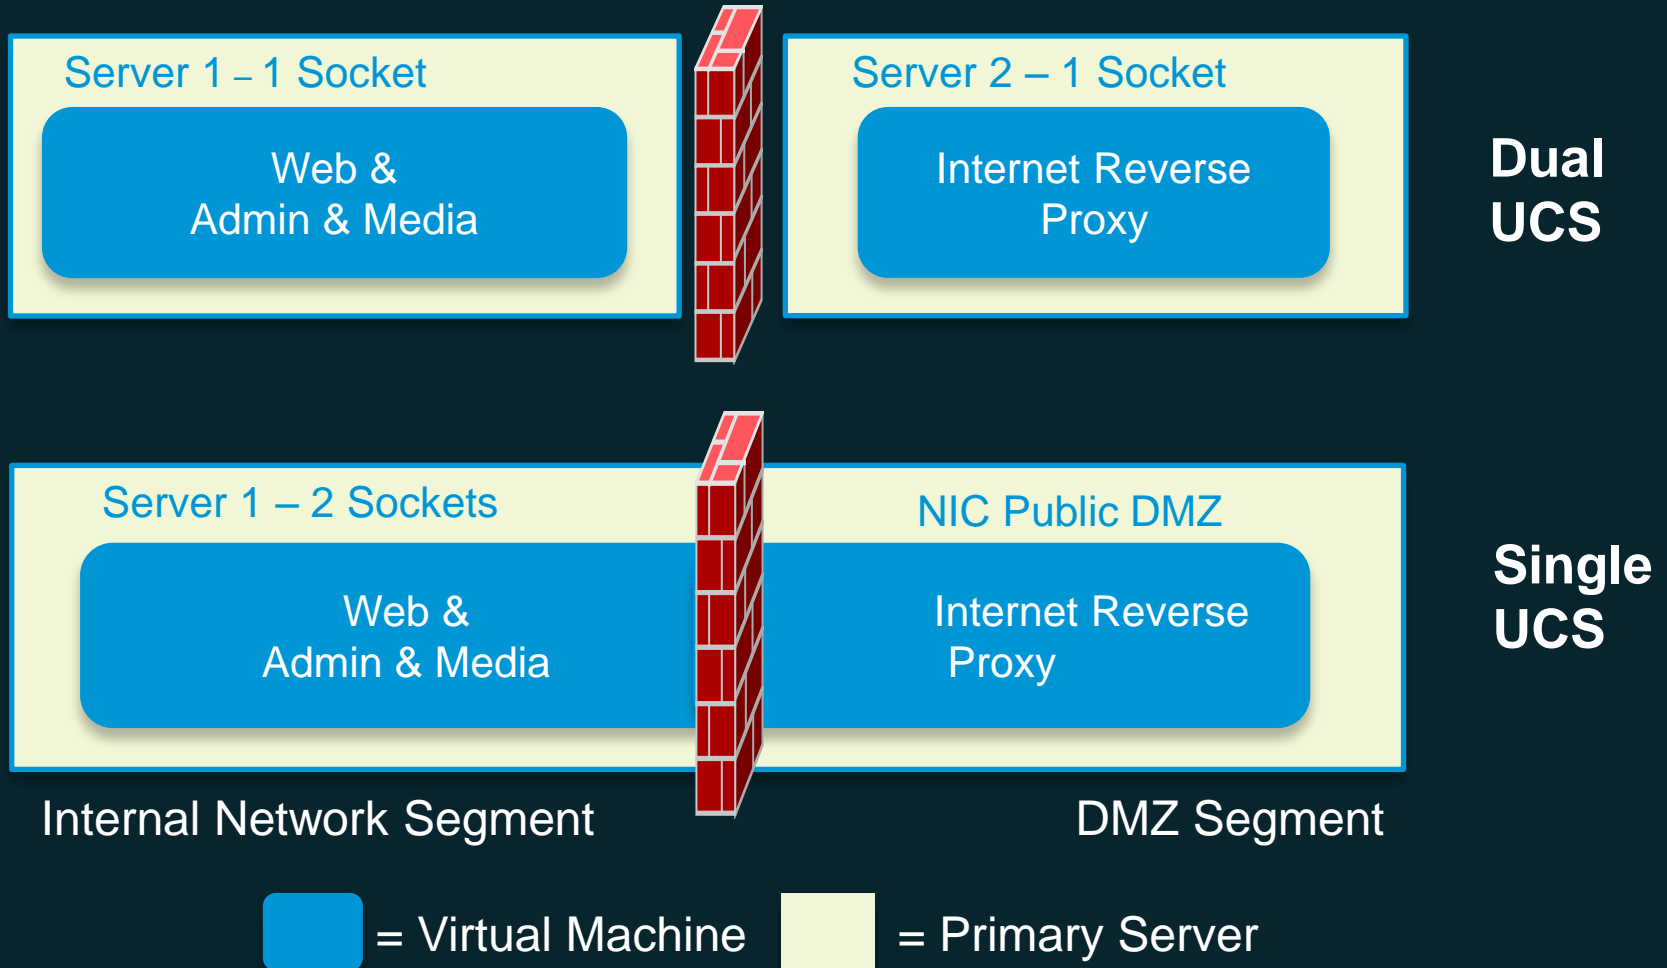 Server 1 – 1 Socket
Server 2 – 1 Socket
Web &
Admin & Media
Internet Reverse
Proxy
Dual
UCS
Server 1 – 2 Sockets
NIC Public DMZ
Web &
Admin & Media
Internet Reverse
Proxy
Single
UCS
Internal Network Segment
DMZ Segment
= Virtual Machine
= Primary Server